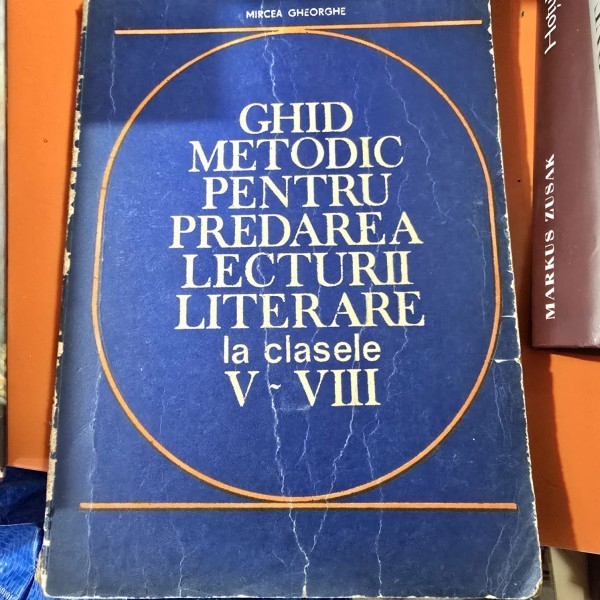 MIRCEA GHEORGHE
GHID
METODIC
PENTRU
PREDAREA
LECTURII
LITERARE
la clasele
V ~ VIII
MARKUS ZUSAK